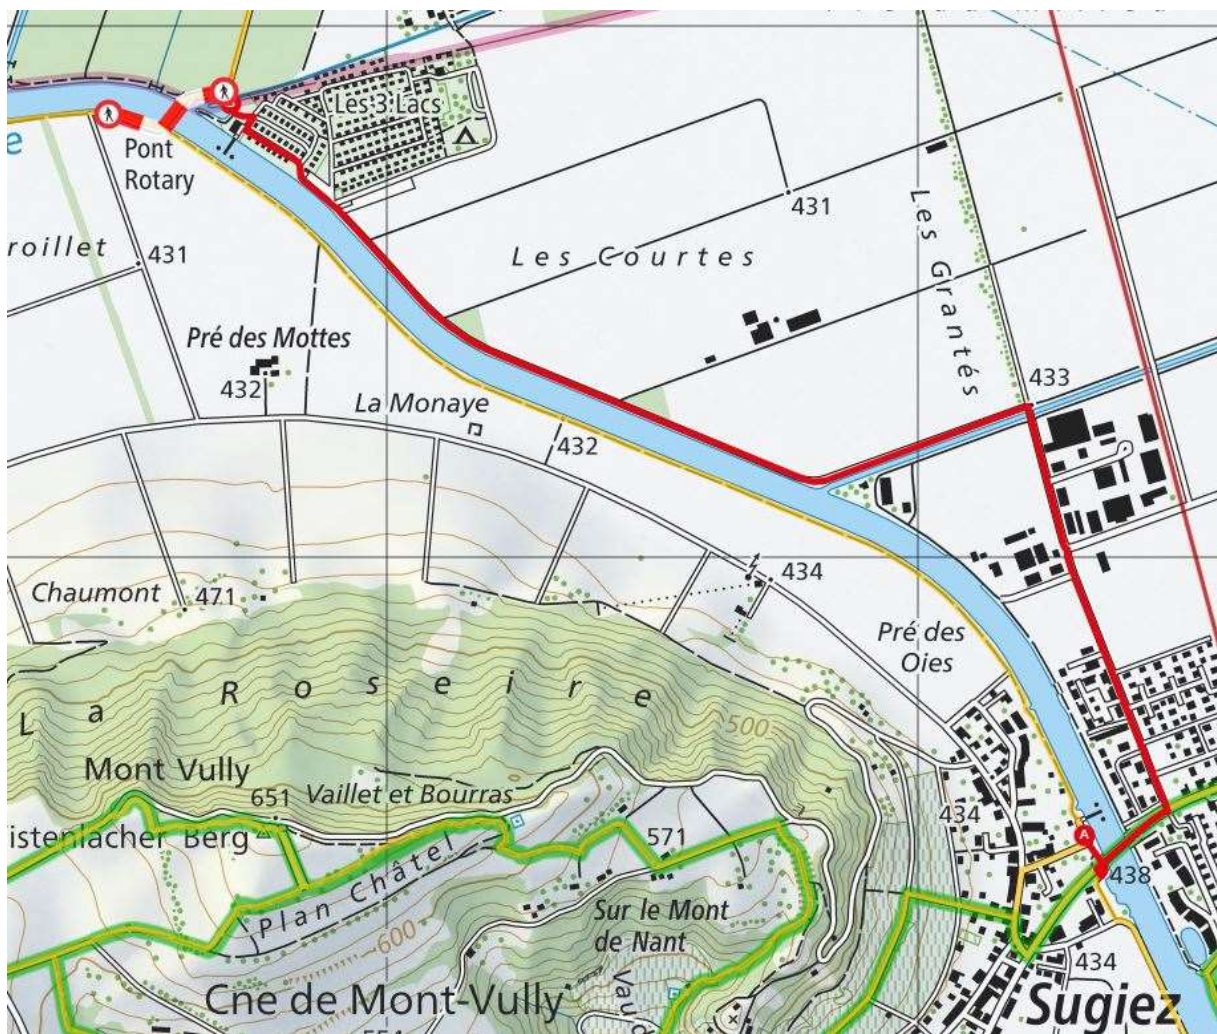 Les 3 Lacs
e
Pont
Rotary
431
Les Girantés
roillet
431
Les Courtes
Pré des Mottes
432
La Monaye
433
432
Chaumont
471
434
Pré des
Oies
La Roseire
500
Mont Vully
651
Vaillet et Bourras
istenlacher Berg
571
434
A
Plan Châtel
438
600
Sur le Mont
de Nant
434
Cne de Mont-Vully
Sugiez